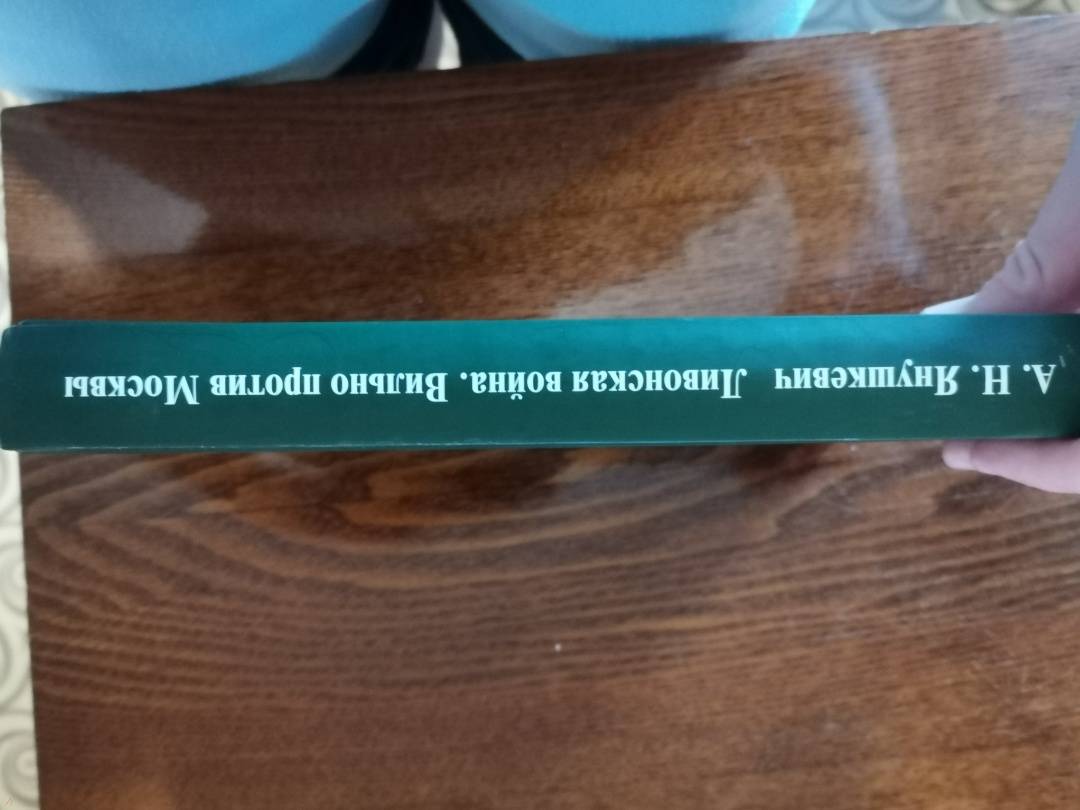 А. Н. Янушкевич Ливонская война. Вильно против Москвы